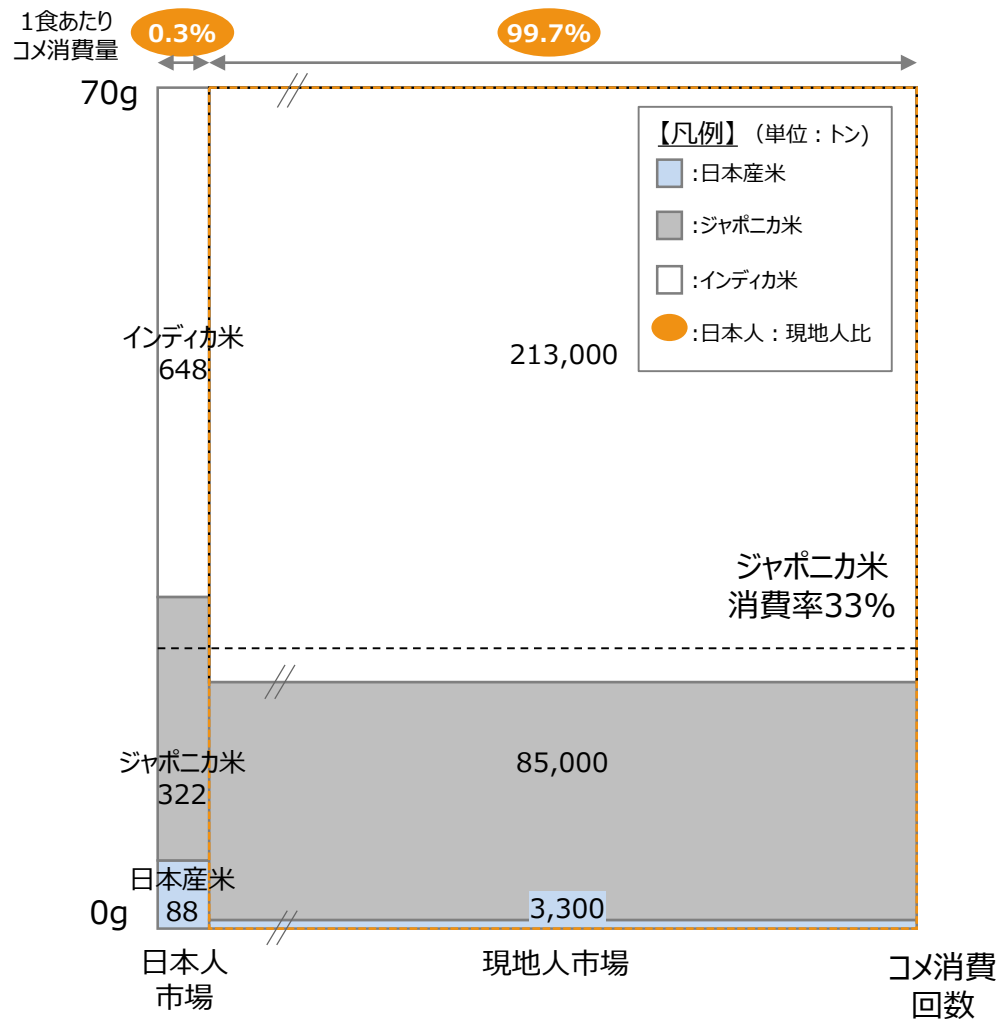 1食あたり
コメ消費量
0.3%
99.7%
70g
【凡例】（単位：トン)
:日本産米
:ジャポニカ米
:インディカ米
:日本人：現地人比
インディカ米
648
213,000
ジャポニカ米
消費率33%
ジャポニカ米
322
85,000
日本産米
88
3,300
0g
日本人
市場
現地人市場
コメ消費
回数